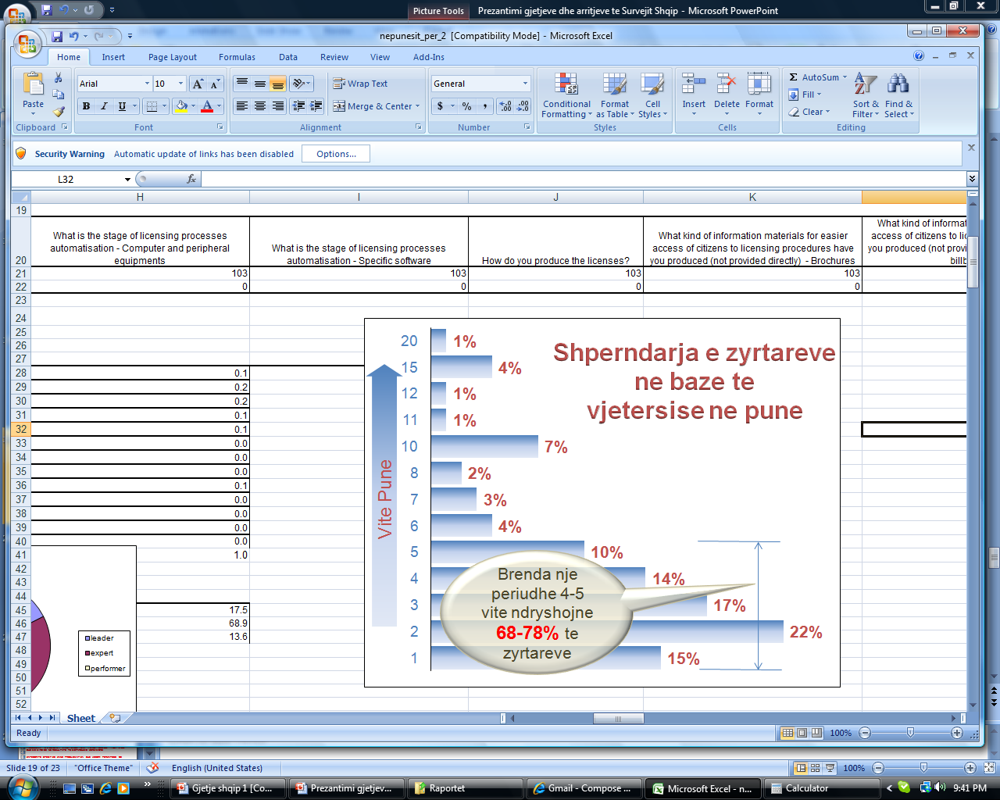 Picture Tools
Prezantimi gjetjeve dhe arritjeve te Survejit Shqip - Microsoft PowerPoint
nepunesit_per_2 [Compatibility Mode] - Microsoft Excel
Home Insert Page Layout Formulas Data Review View Add-Ins
Paste
Clipboard
Arial 10
B I U
Font
Wrap Text
Merge & Center
Alignment
General
$ % ,
Number
Conditional Formatting
Format as Table
Cell Styles
Styles
Insert Delete Format
Cells
AutoSum
Fill
Clear
Sort & Filter
Find & Select
Editing
Security Warning Automatic update of links has been disabled Options...
L32 fx
H I J K
19
20
What is the stage of licensing processes
automatisation - Computer and peripheral
equipments
What is the stage of licensing processes
automatisation - Specific software
How do you produce the licenses?
What kind of information materials for easier
access of citizens to licensing procedures have
you produced (not provided directly) - Brochures
What kind of informat
access of citizens to lic
you produced (not provi
billb
21 103 103 103 103
22 0 0 0 0
23
24
25
26
27
28 0.1
29 0.2
30 0.2
31 0.1
32 0.1
33 0.0
34 0.0
35 0.0
36 0.1
37 0.0
38 0.0
39 0.0
40 0.0
41 1.0
42
43
44
45 17.5
46 68.9
47 13.6
48
49
50
51
52
leader
expert
performer
Shperndarja e zyrtareve
ne baze te
vjetersise ne pune
Vite Pune
20 1%
15 4%
12 1%
11 1%
10 7%
8 2%
7 3%
6 4%
5 10%
4 14%
3 17%
2 22%
1 15%
Brenda nje
periudhe 4-5
vite ndryshojne
68-78% te
zyrtareve
Sheet
Ready 100%
Slide 19 of 23 "Office Theme" English (United States) 100%
Gjetje shqip 1 [Co... Prezantimi gjetjev... Raportet Gmail - Compose ... Microsoft Excel - n... Calculator 9:41 PM